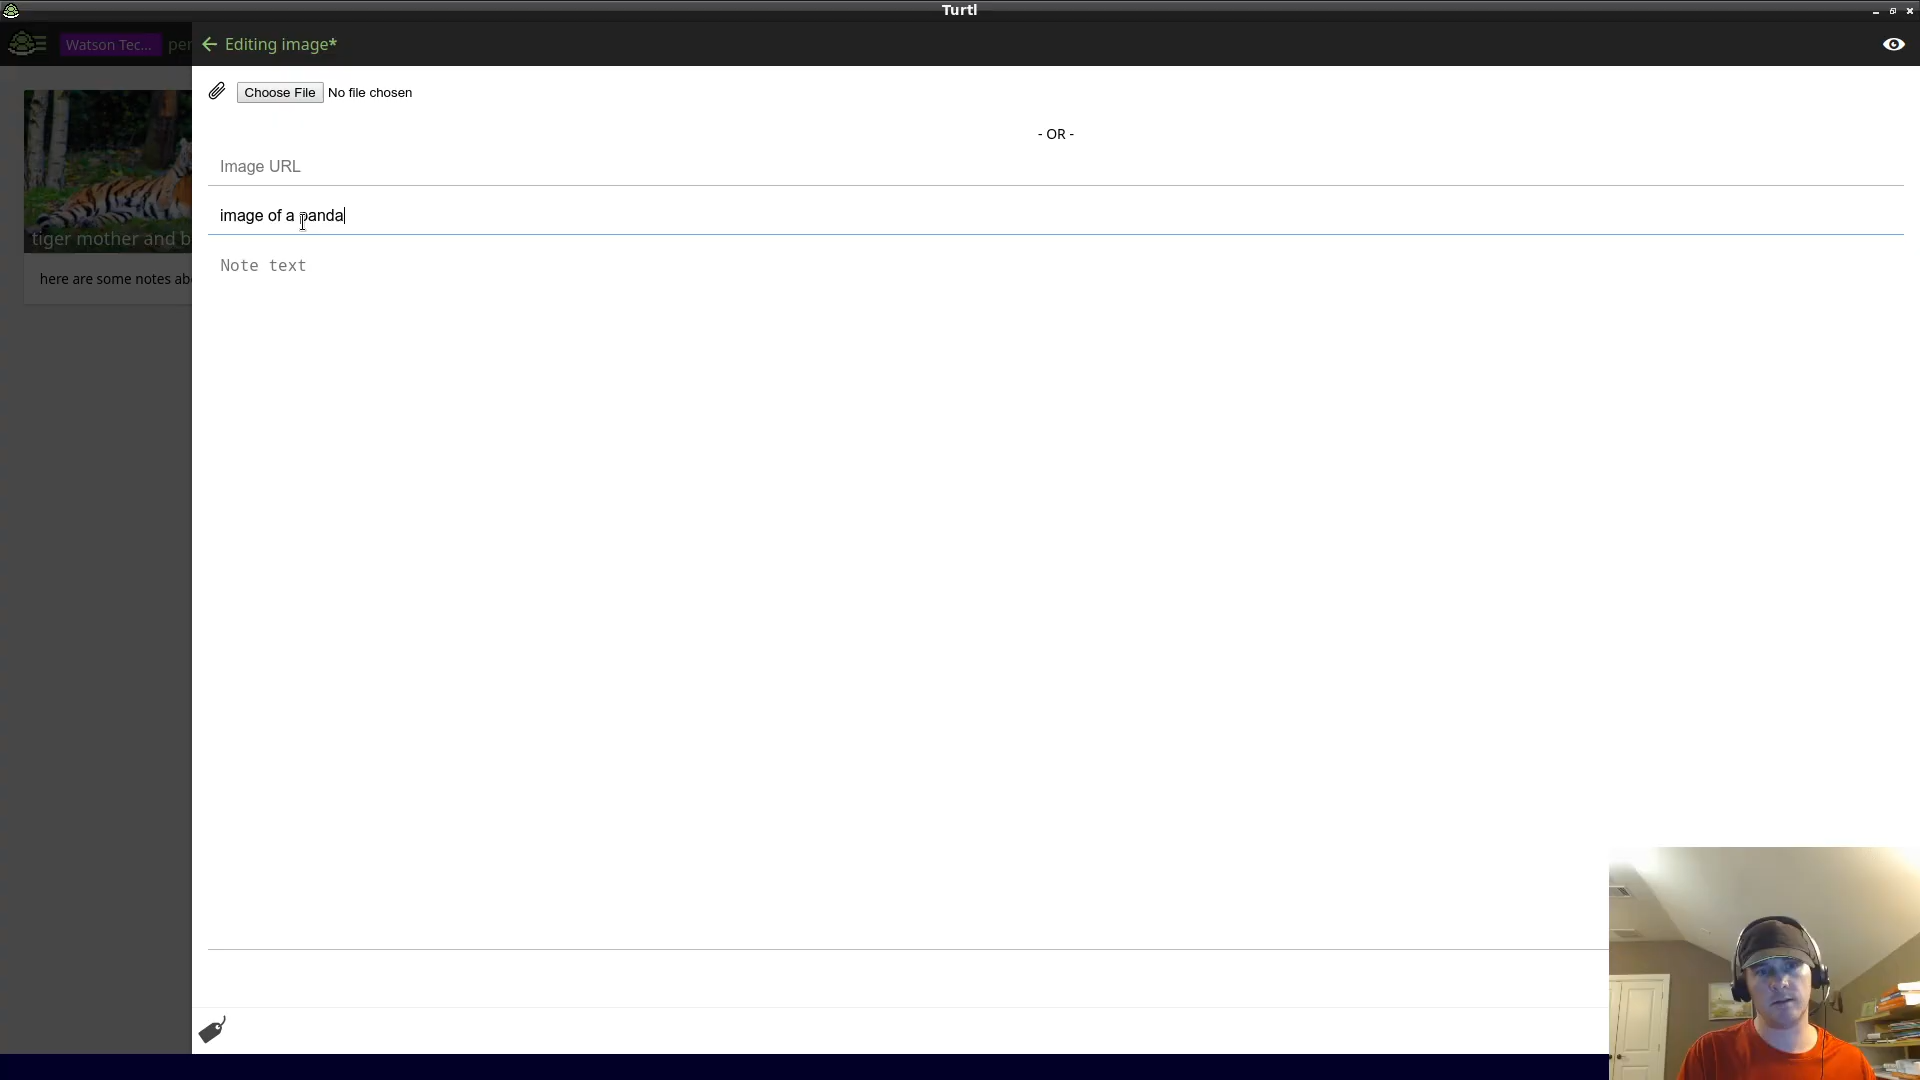 Turtl
Watson Tec... per
Editing image*
Choose File No file chosen
- OR -
Image URL
image of a panda
Note text
tiger mother and b
here are some notes ab